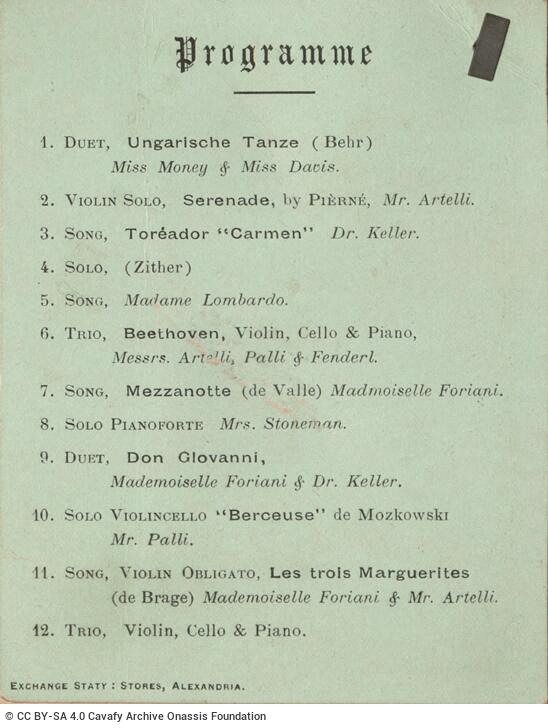 Programme
1. Duet, Ungarische Tanze (Behr)
Miss Money & Miss Davis.
2. Violin Solo, Serenade, by Pièrné, Mr. Artelli.
3. Song, Toréador "Carmen" Dr. Keller.
4. Solo, (Zither)
5. Song, Madame Lombardo.
6. Trio, Beethoven, Violin, Cello & Piano,
Messrs. Artelli, Palli & Fenderl.
7. Song, Mezzanotte (de Valle) Madmoiselle Foriani.
8. Solo Pianoforte Mrs. Stoneman.
9. Duet, Don Giovanni,
Mademoiselle Foriani & Dr. Keller.
10. Solo Violincello "Berceuse" de Mozkowski
Mr. Palli.
11. Song, Violin Obligato, Les trois Marguerites
(de Brage) Mademoiselle Foriani & Mr. Artelli.
12. Trio, Violin, Cello & Piano.
Exchange Staty: Stores, Alexandria.
© CC BY-SA 4.0 Cavafy Archive Onassis Foundation